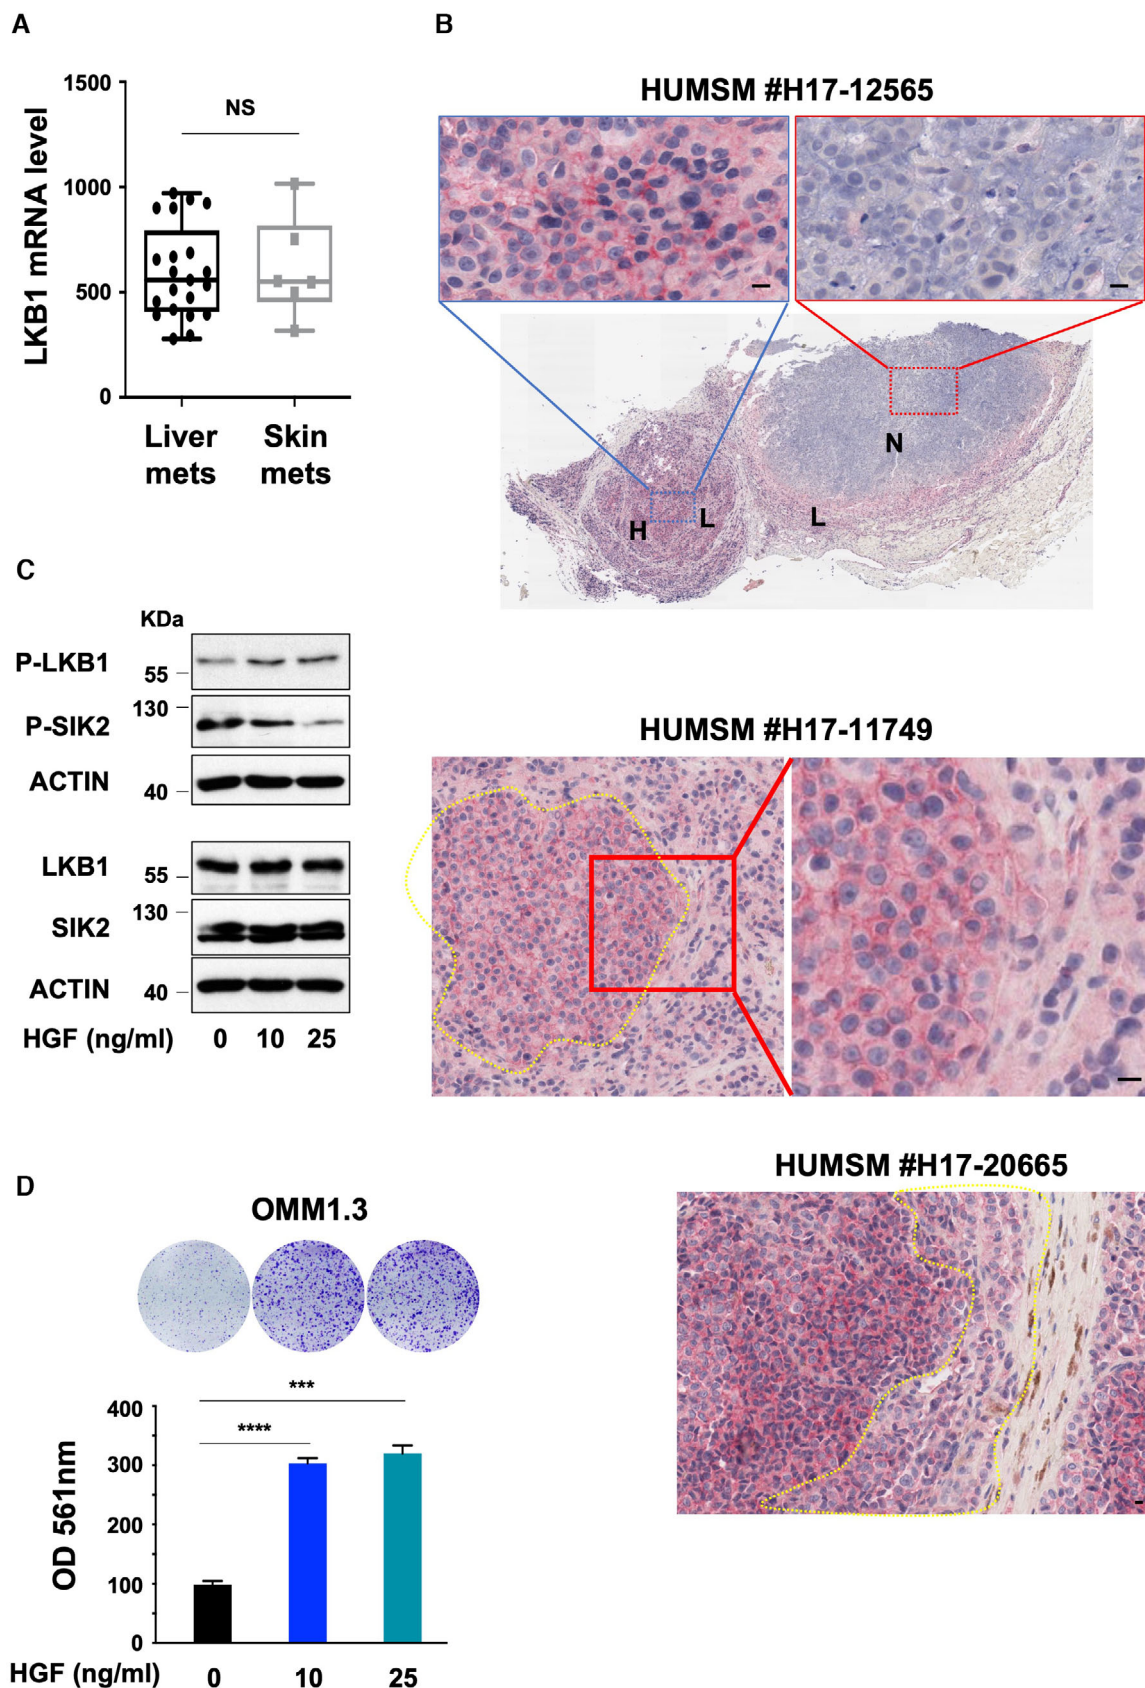 A
1500
1000
500
0
LKB1 mRNA level
NS
Liver
mets
Skin
mets
B
HUMSM #H17-12565
N
H
L
L
C
KDa
P-LKB1
55
P-SIK2
130
ACTIN
40
LKB1
55
SIK2
130
ACTIN
40
HGF (ng/ml) 0 10 25
HUMSM #H17-11749
HUMSM #H17-20665
D
OMM1.3
***
****
400
300
200
100
0
OD 561nm
HGF (ng/ml) 0 10 25